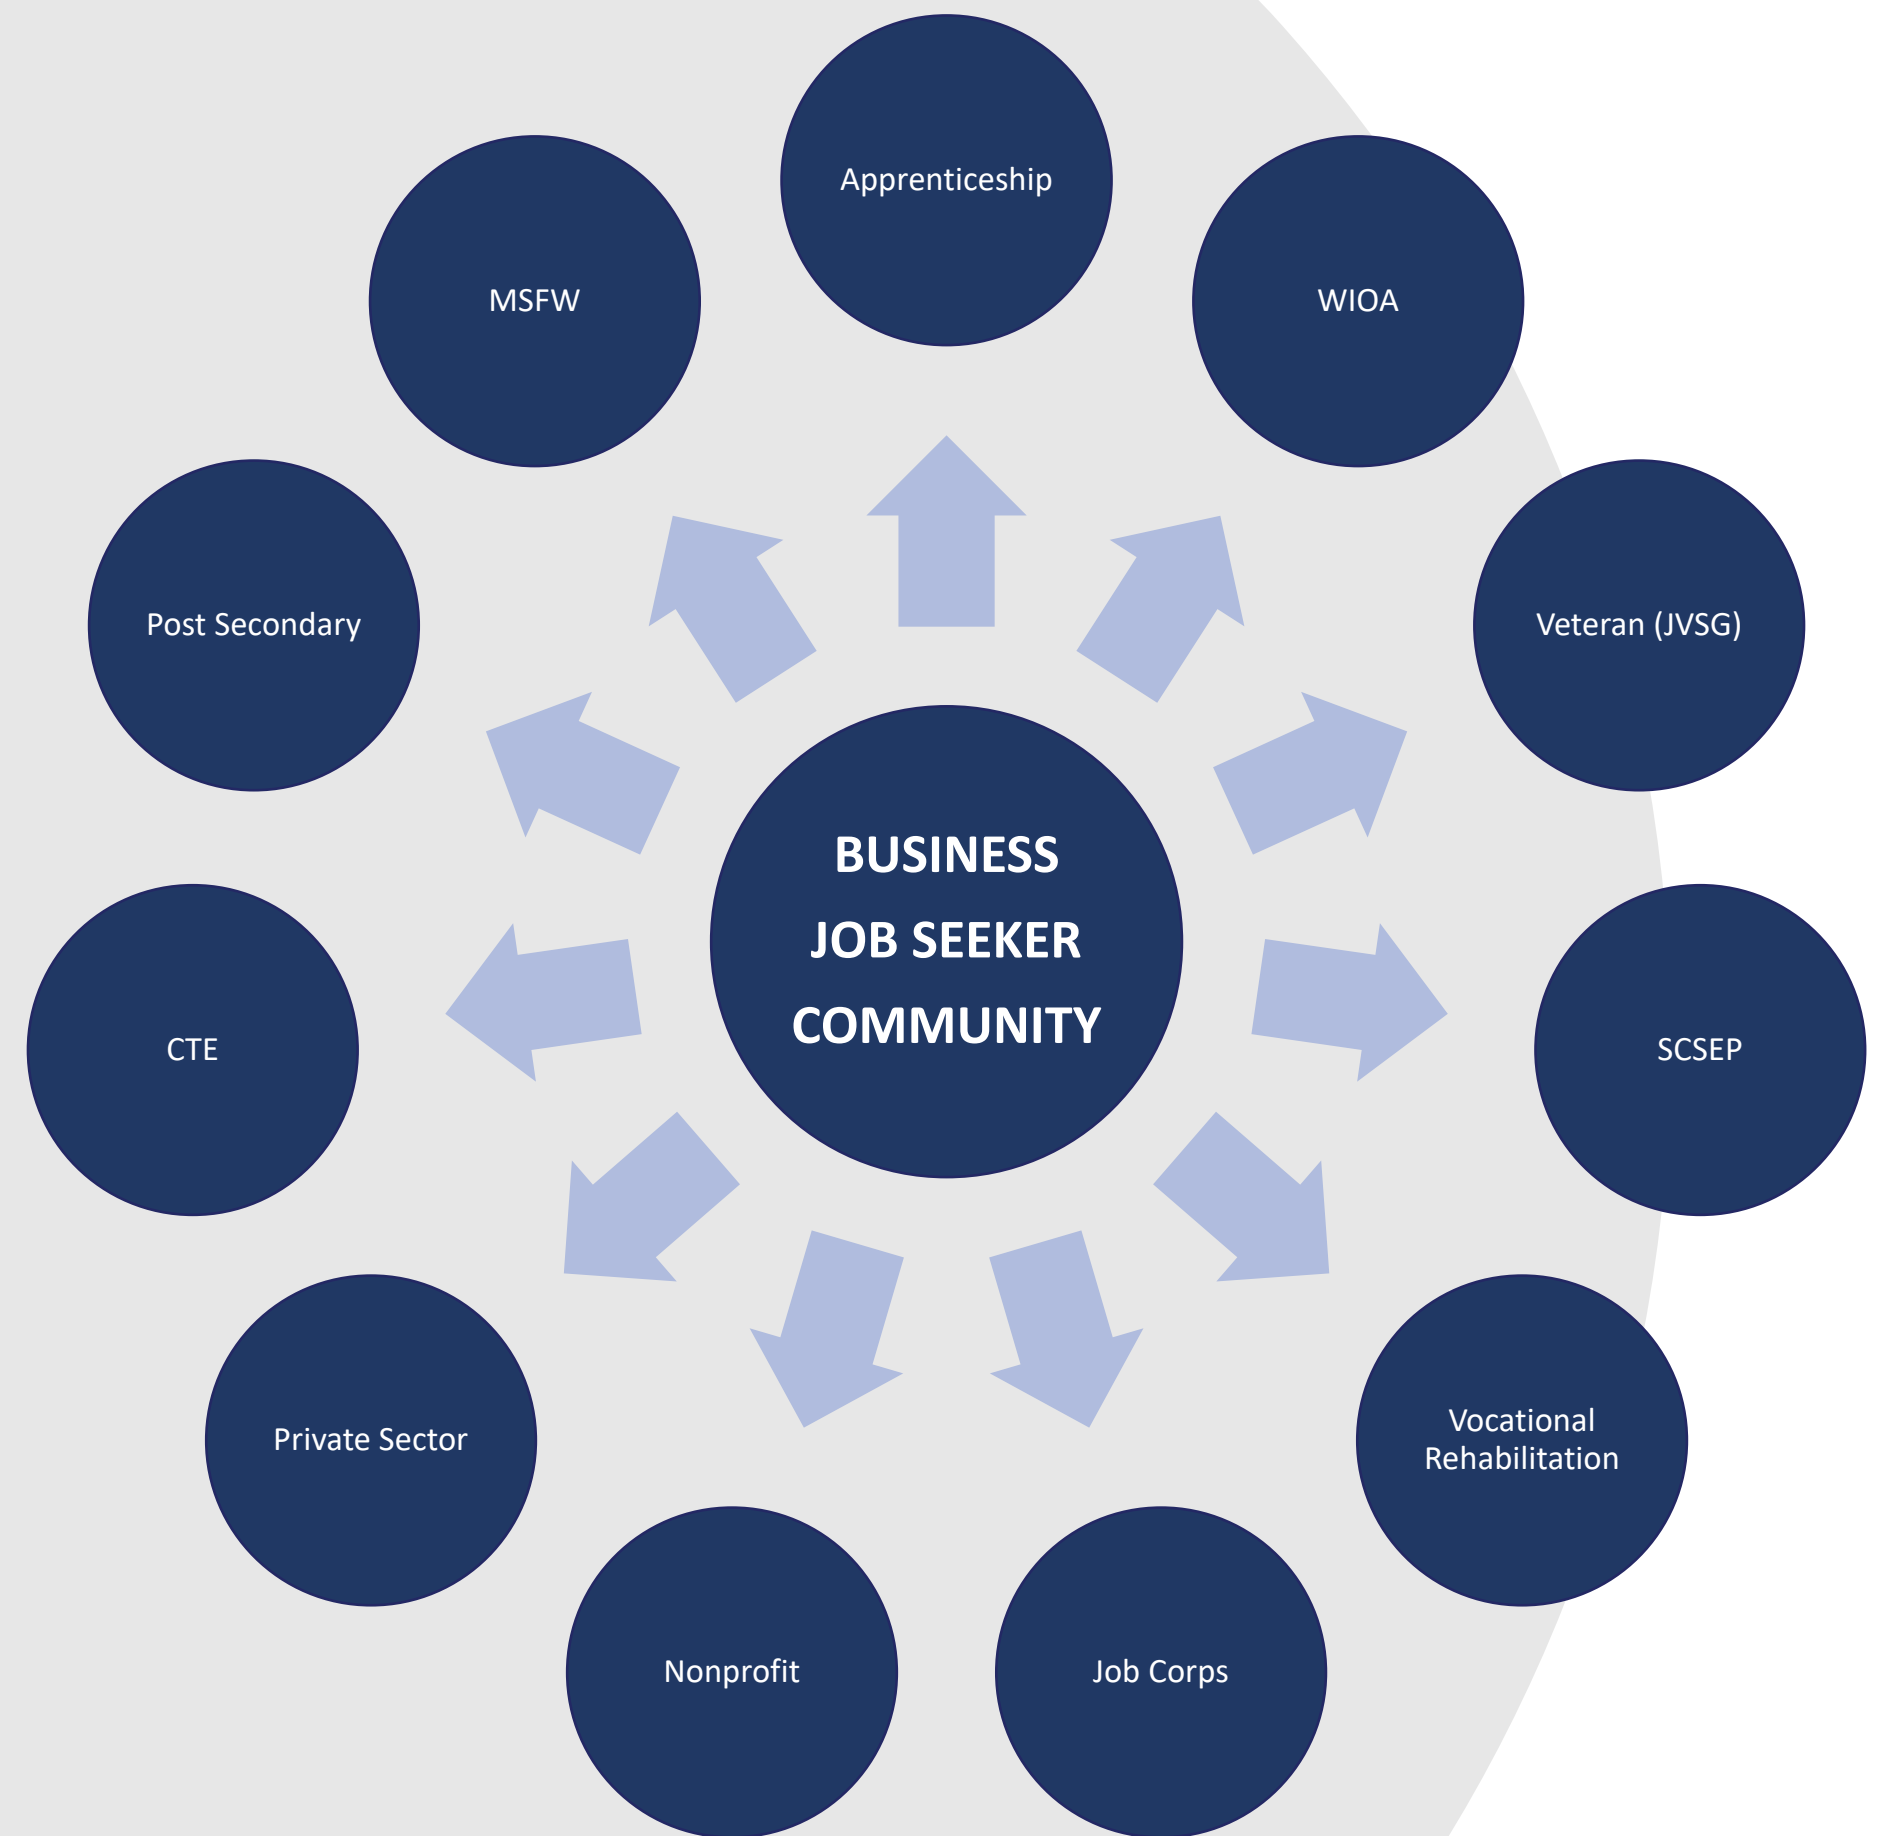 Apprenticeship
WIOA
Veteran (JVSG)
SCSEP
Vocational
Rehabilitation
Job Corps
Nonprofit
Private Sector
CTE
Post Secondary
MSFW
BUSINESS
JOB SEEKER
COMMUNITY